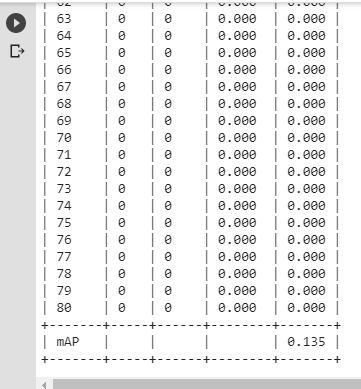 | 63 | 0 | 0 | 0.000 | 0.000 |
| 64 | 0 | 0 | 0.000 | 0.000 |
| 65 | 0 | 0 | 0.000 | 0.000 |
| 66 | 0 | 0 | 0.000 | 0.000 |
| 67 | 0 | 0 | 0.000 | 0.000 |
| 68 | 0 | 0 | 0.000 | 0.000 |
| 69 | 0 | 0 | 0.000 | 0.000 |
| 70 | 0 | 0 | 0.000 | 0.000 |
| 71 | 0 | 0 | 0.000 | 0.000 |
| 72 | 0 | 0 | 0.000 | 0.000 |
| 73 | 0 | 0 | 0.000 | 0.000 |
| 74 | 0 | 0 | 0.000 | 0.000 |
| 75 | 0 | 0 | 0.000 | 0.000 |
| 76 | 0 | 0 | 0.000 | 0.000 |
| 77 | 0 | 0 | 0.000 | 0.000 |
| 78 | 0 | 0 | 0.000 | 0.000 |
| 79 | 0 | 0 | 0.000 | 0.000 |
| 80 | 0 | 0 | 0.000 | 0.000 |
+-------+-----+------+--------+-------+
| mAP | | | | 0.135 |
+-------+-----+------+--------+-------+